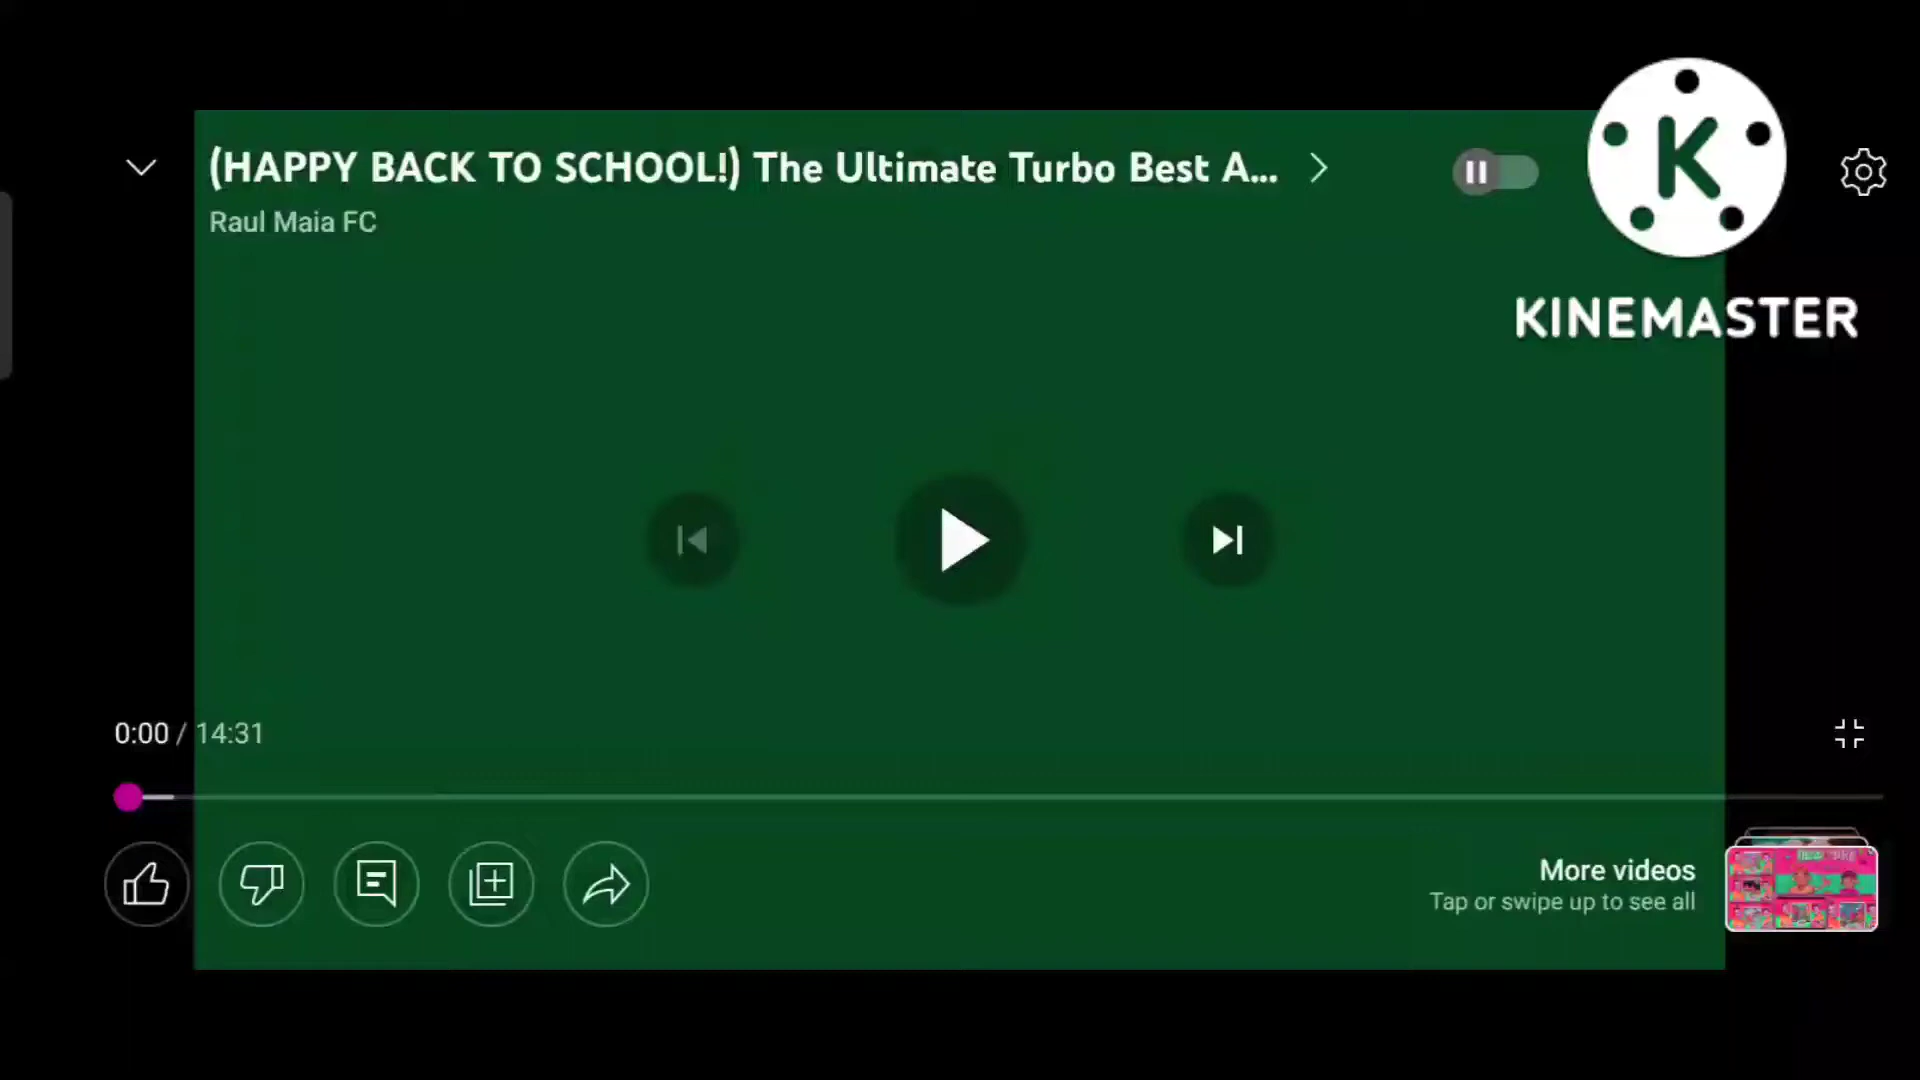 (HAPPY BACK TO SCHOOL!) The Ultimate Turbo Best A...
Raul Maia FC
K
KINEMASTER
0:00 / 14:31
More videos
Tap or swipe up to see all